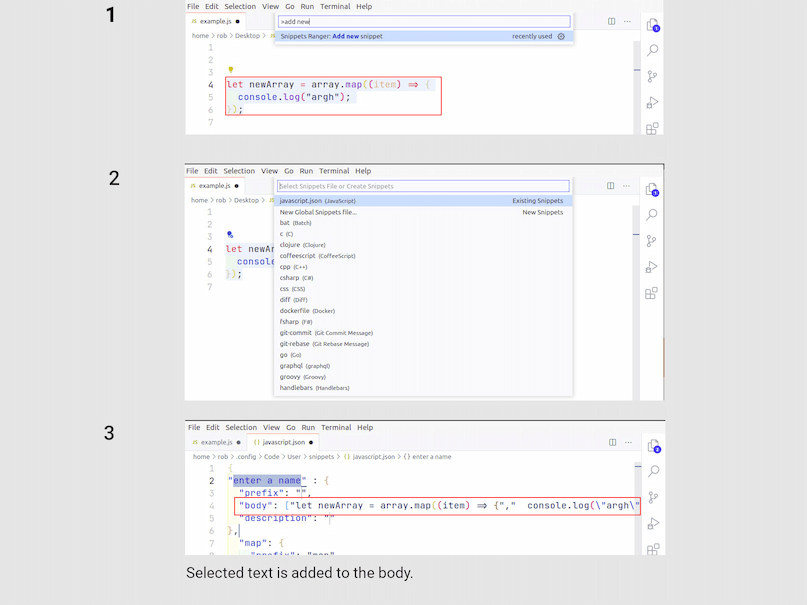 1
File Edit Selection View Go Run Terminal Help
JS example.js ●
>add new
home > rob > Desktop >
Snippets Ranger: Add new snippet recently used
1
2
3
4 let newArray = array.map((item) => {
5 console.log("argh");
6 });
7
2
File Edit Selection View Go Run Terminal Help
JS example.js ●
Select Snippets File or Create Snippets
home > rob > Desktop >
javascript.json (JavaScript) Existing Snippets
1 New Global Snippets file... New Snippets
2 bat (Batch)
3 c (C)
4 let newAr clojure (Clojure)
5 console coffeescript (CoffeeScript)
6 }); cpp (C++)
7 csharp (C#)
css (CSS)
diff (Diff)
dockerfile (Docker)
fsharp (F#)
git-commit (Git Commit Message)
git-rebase (Git Rebase Message)
go (Go)
graphql (graphql)
groovy (Groovy)
handlebars (Handlebars)
3
File Edit Selection View Go Run Terminal Help
JS example.js ● {} javascript.json ●
home > rob > .config > Code > User > snippets > {} javascript.json > {} enter a name
1 {
2 "enter a name" : {
3 "prefix": "",
4 "body": ["let newArray = array.map((item) => {"," console.log(\"argh\"
5 "description": ""
6 },
7 "map": {
8 "prefix": "map"
Selected text is added to the body.